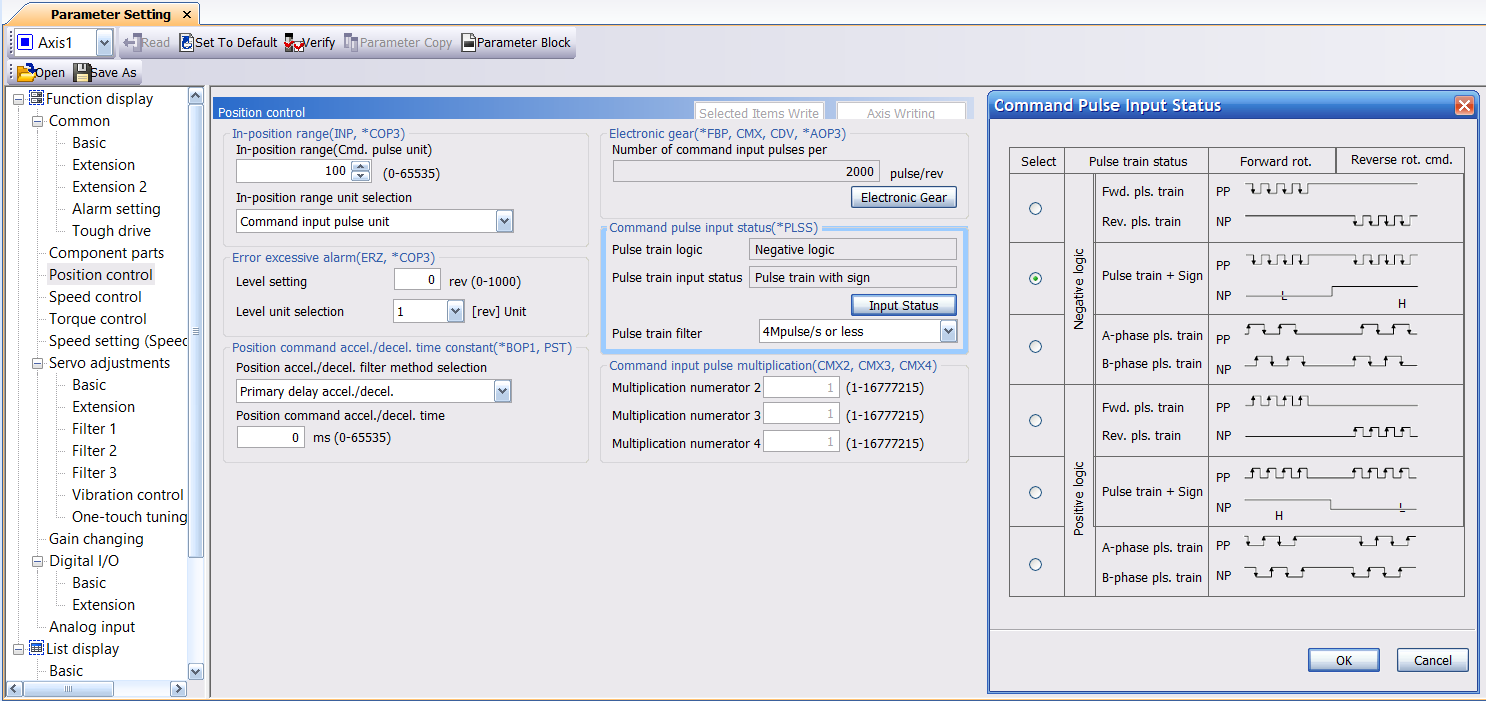 Parameter Setting
Axis1
Read
Set To Default
Verify
Parameter Copy
Parameter Block
Open
Save As
Function display
Common
Basic
Extension
Extension 2
Alarm setting
Tough drive
Component parts
Position control
Speed control
Torque control
Speed setting (Speed
Servo adjustments
Basic
Extension
Filter 1
Filter 2
Filter 3
Vibration control
One-touch tuning
Gain changing
Digital I/O
Basic
Extension
Analog input
List display
Basic
Position control
Selected Items Write
Axis Writing
In-position range(INP, *COP3)
In-position range(Cmd. pulse unit)
100
(0-65535)
In-position range unit selection
Command input pulse unit
Error excessive alarm(ERZ, *COP3)
Level setting
0
rev (0-1000)
Level unit selection
1
[rev] Unit
Position command accel./decel. time constant(*BOP1, PST)
Position accel./decel. filter method selection
Primary delay accel./decel.
Position command accel./decel. time
0
ms (0-65535)
Electronic gear(*FBP, CMX, CDV, *AOP3)
Number of command input pulses per
2000
pulse/rev
Electronic Gear
Command pulse input status(*PLSS)
Pulse train logic
Negative logic
Pulse train input status
Pulse train with sign
Input Status
Pulse train filter
4Mpulse/s or less
Command input pulse multiplication(CMX2, CMX3, CMX4)
Multiplication numerator 2
1
(1-16777215)
Multiplication numerator 3
1
(1-16777215)
Multiplication numerator 4
1
(1-16777215)
Command Pulse Input Status
Select
Pulse train status
Forward rot.
Reverse rot. cmd.
Negative logic
Fwd. pls. train
PP
Rev. pls. train
NP
Pulse train + Sign
PP
NP
L
H
A-phase pls. train
PP
B-phase pls. train
NP
Positive logic
Fwd. pls. train
PP
Rev. pls. train
NP
Pulse train + Sign
PP
NP
H
L
A-phase pls. train
PP
B-phase pls. train
NP
OK
Cancel